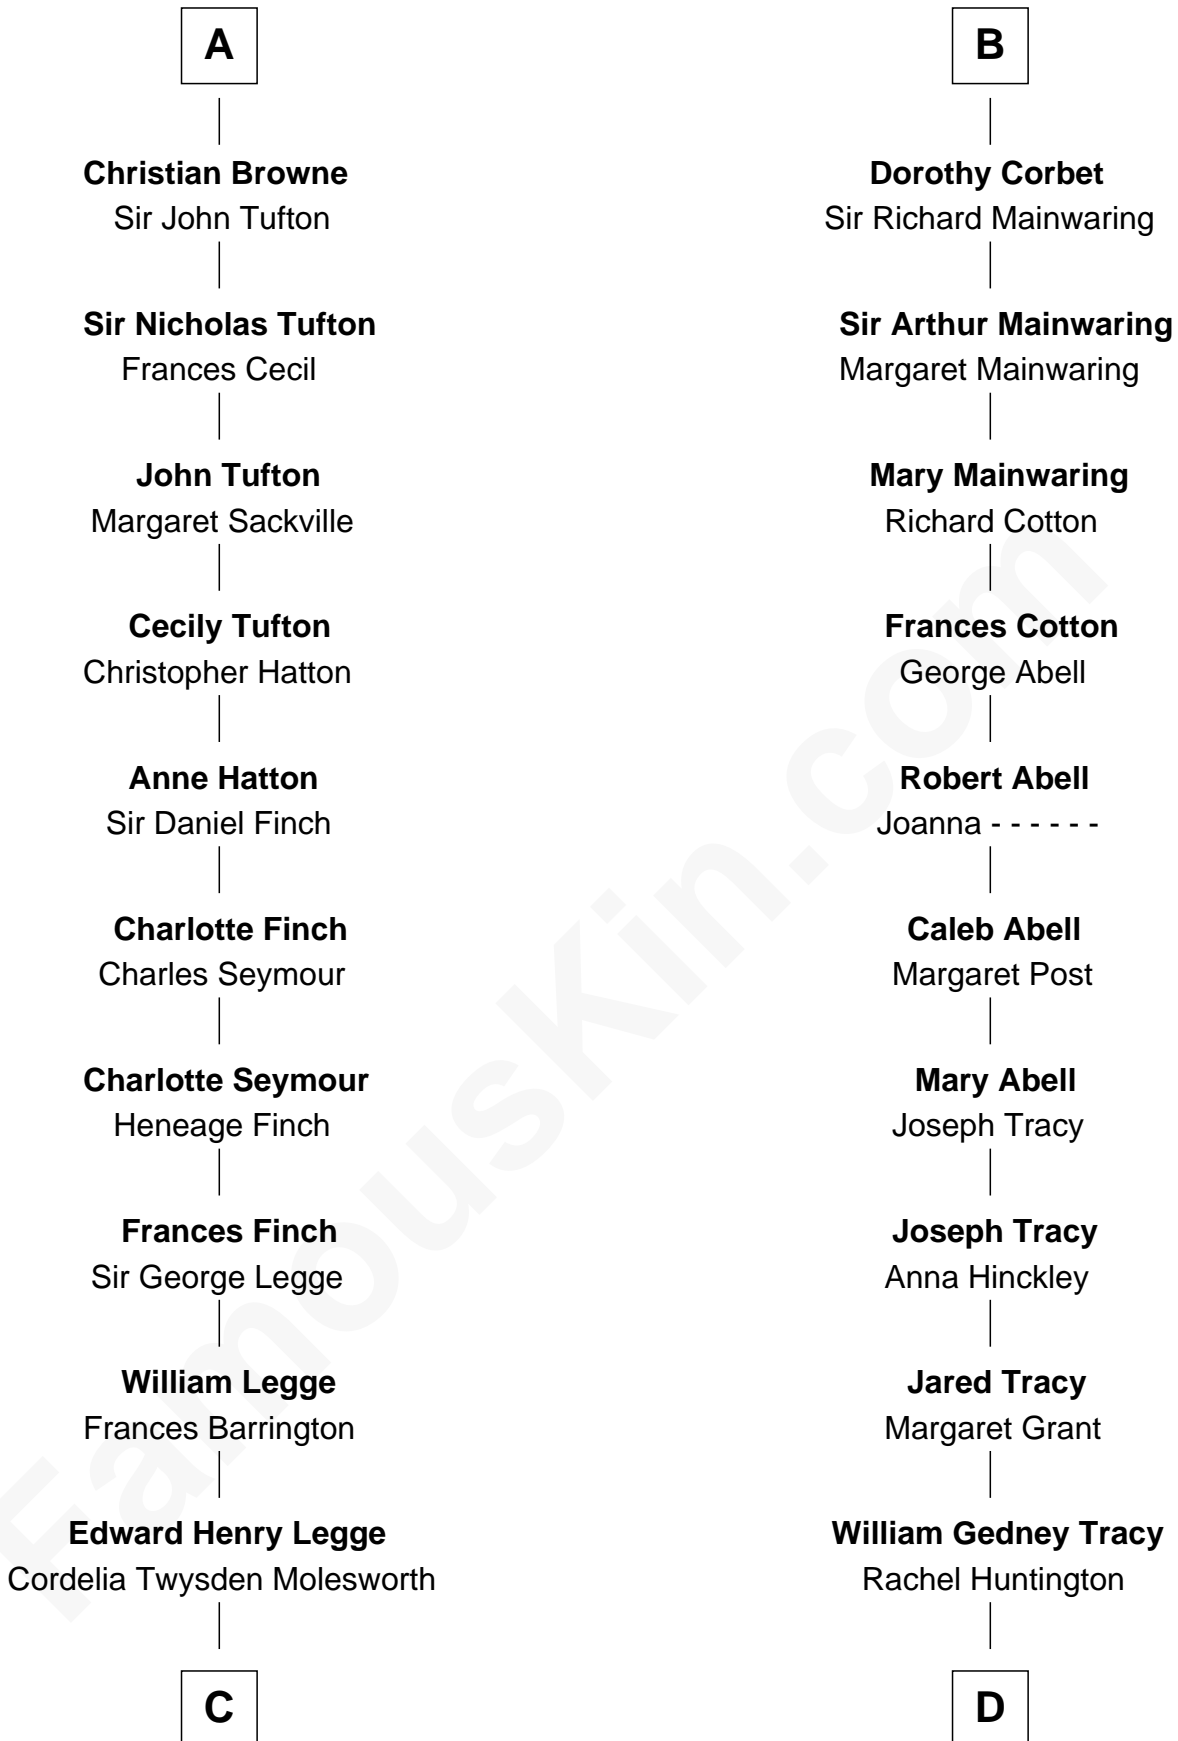 A
Christian Browne
Sir John Tufton
Sir Nicholas Tufton
Frances Cecil
John Tufton
Margaret Sackville
Cecily Tufton
Christopher Hatton
Anne Hatton
Sir Daniel Finch
Charlotte Finch
Charles Seymour
Charlotte Seymour
Heneage Finch
Frances Finch
Sir George Legge
William Legge
Frances Barrington
Edward Henry Legge
Cordelia Twysden Molesworth
C
B
Dorothy Corbet
Sir Richard Mainwaring
Sir Arthur Mainwaring
Margaret Mainwaring
Mary Mainwaring
Richard Cotton
Frances Cotton
George Abell
Robert Abell
Joanna - - - - - -
Caleb Abell
Margaret Post
Mary Abell
Joseph Tracy
Joseph Tracy
Anna Hinckley
Jared Tracy
Margaret Grant
William Gedney Tracy
Rachel Huntington
D
FamousKin.com